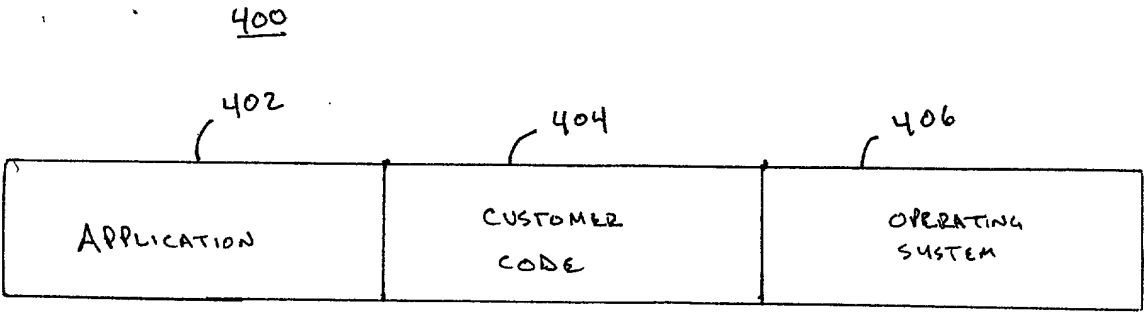 400
402
404
406
APPLICATION
CUSTOMER
CODE
OPERATING
SYSTEM